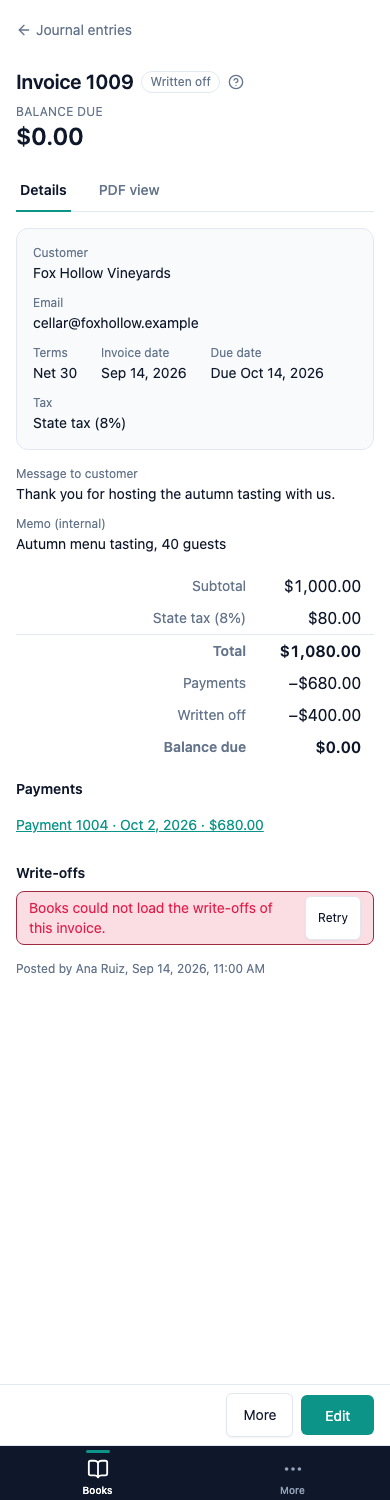 Journal entries
Invoice 1009 Written off
BALANCE DUE
$0.00
Details PDF view
Customer
Fox Hollow Vineyards
Email
cellar@foxhollow.example
Terms Invoice date Due date
Net 30 Sep 14, 2026 Due Oct 14, 2026
Tax
State tax (8%)
Message to customer
Thank you for hosting the autumn tasting with us.
Memo (internal)
Autumn menu tasting, 40 guests
Subtotal $1,000.00
State tax (8%) $80.00
Total $1,080.00
Payments –$680.00
Written off –$400.00
Balance due $0.00
Payments
Payment 1004 · Oct 2, 2026 · $680.00
Write-offs
Books could not load the write-offs of
this invoice.
Retry
Posted by Ana Ruiz, Sep 14, 2026, 11:00 AM
More Edit
Books More